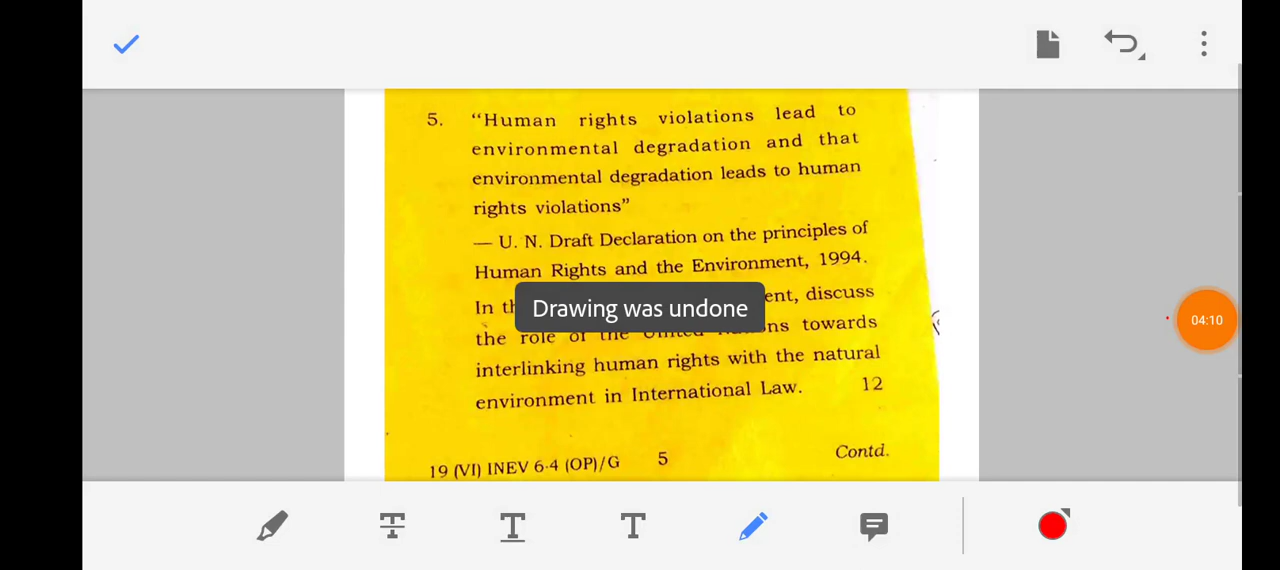 5. “Human rights violations lead to
environmental degradation and that
environmental degradation leads to human
rights violations”
— U. N. Draft Declaration on the principles of
Human Rights and the Environment, 1994.
In ent, discuss
Drawing was undone
the role of the ns towards
interlinking human rights with the natural
environment in International Law. 12
19 (VI) INEV 6·4 (OP)/G 5 Contd.
04:10